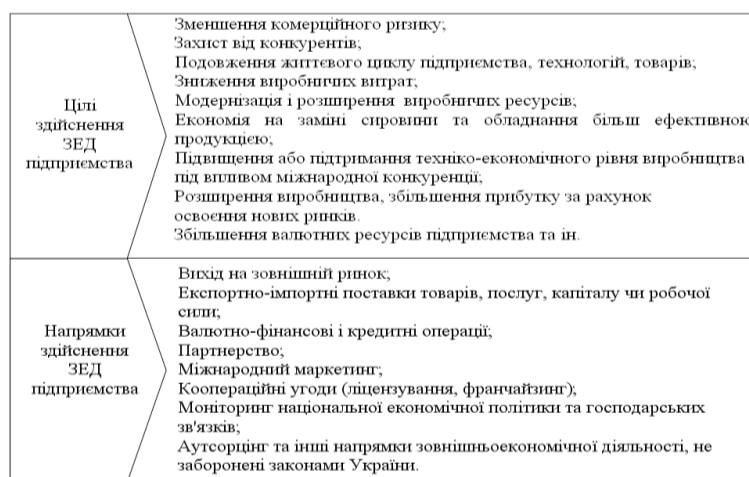 Цілі
здійснення
ЗЕД
підприємства
Зменшення комерційного ризику;
Захист від конкурентів;
Подовження життєвого циклу підприємства, технологій, товарів;
Зниження виробничих витрат;
Модернізація і розширення виробничих ресурсів;
Економія на заміні сировини та обладнання більш ефективною
продукцією;
Підвищення або підтримання техніко-економічного рівня виробництва
під впливом міжнародної конкуренції;
Розширення виробництва, збільшення прибутку за рахунок
освоєння нових ринків.
Збільшення валютних ресурсів підприємства та ін.
Напрямки
здійснення
ЗЕД
підприємства
Вихід на зовнішній ринок;
Експортно-імпортні поставки товарів, послуг, капіталу чи робочої
сили;
Валютно-фінансові і кредитні операції;
Партнерство;
Міжнародний маркетинг;
Коопераційні угоди (ліцензування, франчайзинг);
Моніторинг національної економічної політики та господарських
зв'язків;
Аутсорцінг та інші напрямки зовнішньоекономічної діяльності, не
заборонені законами України.